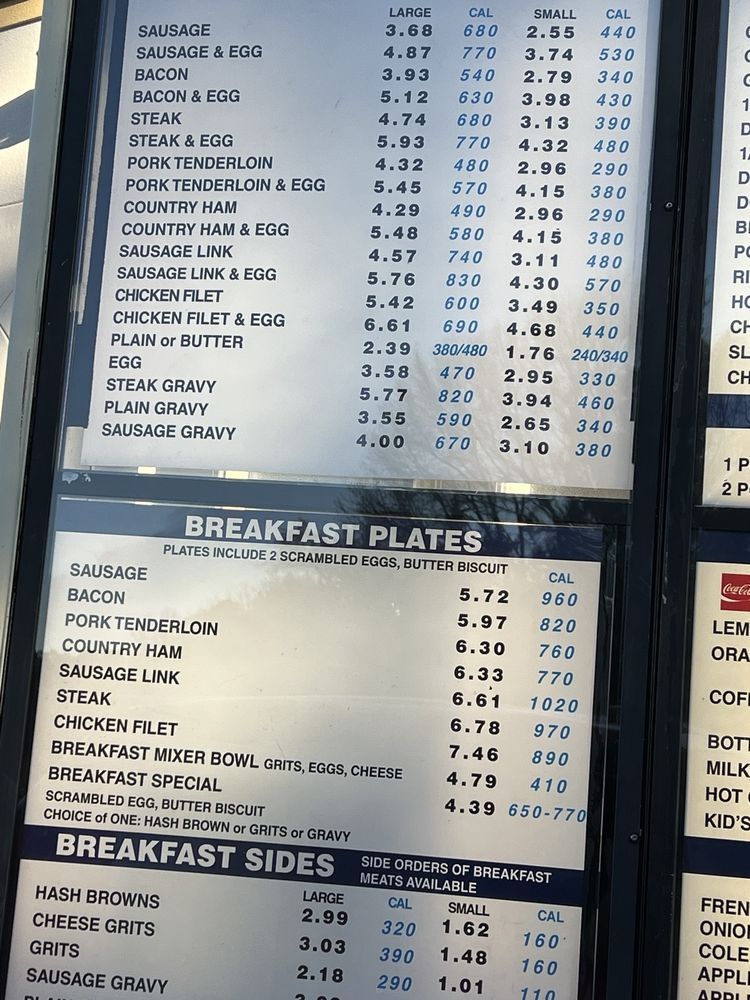 LARGE CAL SMALL CAL
SAUSAGE 3.68 680 2.55 440
SAUSAGE & EGG 4.87 770 3.74 530
BACON 3.93 540 2.79 340
BACON & EGG 5.12 630 3.98 430
STEAK 4.74 680 3.13 390
STEAK & EGG 5.93 770 4.32 480
PORK TENDERLOIN 4.32 480 2.96 290
PORK TENDERLOIN & EGG 5.45 570 4.15 380
COUNTRY HAM 4.29 490 2.96 290
COUNTRY HAM & EGG 5.48 580 4.15 380
SAUSAGE LINK 4.57 740 3.11 480
SAUSAGE LINK & EGG 5.76 830 4.30 570
CHICKEN FILET 5.42 600 3.49 350
CHICKEN FILET & EGG 6.61 690 4.68 440
PLAIN or BUTTER 2.39 380/480 1.76 240/340
EGG 3.58 470 2.95 330
STEAK GRAVY 5.77 820 3.94 460
PLAIN GRAVY 3.55 590 2.65 340
SAUSAGE GRAVY 4.00 670 3.10 380
BREAKFAST PLATES
PLATES INCLUDE 2 SCRAMBLED EGGS, BUTTER BISCUIT
CAL
SAUSAGE 5.72 960
BACON 5.97 820
PORK TENDERLOIN 6.30 760
COUNTRY HAM 6.33 770
SAUSAGE LINK 6.61 1020
STEAK 6.78 970
CHICKEN FILET 7.46 890
BREAKFAST MIXER BOWL GRITS, EGGS, CHEESE 4.79 410
BREAKFAST SPECIAL 4.39 650-770
SCRAMBLED EGG, BUTTER BISCUIT
CHOICE of ONE: HASH BROWN or GRITS or GRAVY
BREAKFAST SIDES SIDE ORDERS OF BREAKFAST
MEATS AVAILABLE
LARGE CAL SMALL CAL
HASH BROWNS 2.99 320 1.62 160
CHEESE GRITS 3.03 390 1.48 160
GRITS 2.18 290 1.01 110
SAUSAGE GRAVY
1 P
2 P
Coca-Co
LEM
ORA
COF
BOTT
MILK
HOT
KID'S
FREN
ONIO
COLE
APPL